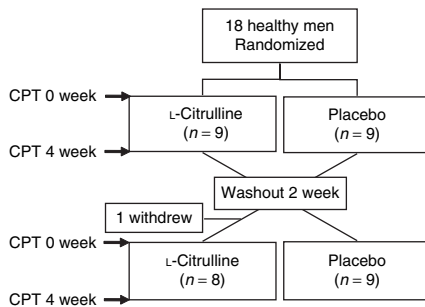 18 healthy men
Randomized
CPT 0 week
ʟ-Citrulline
(n = 9)
Placebo
(n = 9)
CPT 4 week
Washout 2 week
1 withdrew
CPT 0 week
ʟ-Citrulline
(n = 8)
Placebo
(n = 9)
CPT 4 week